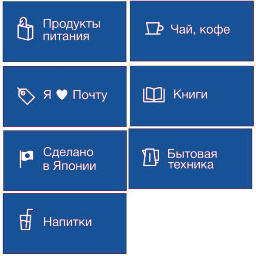 Продукты
питания
Чай, кофе
Я ♥ Почту
Книги
Сделано
в Японии
Бытовая
техника
Напитки